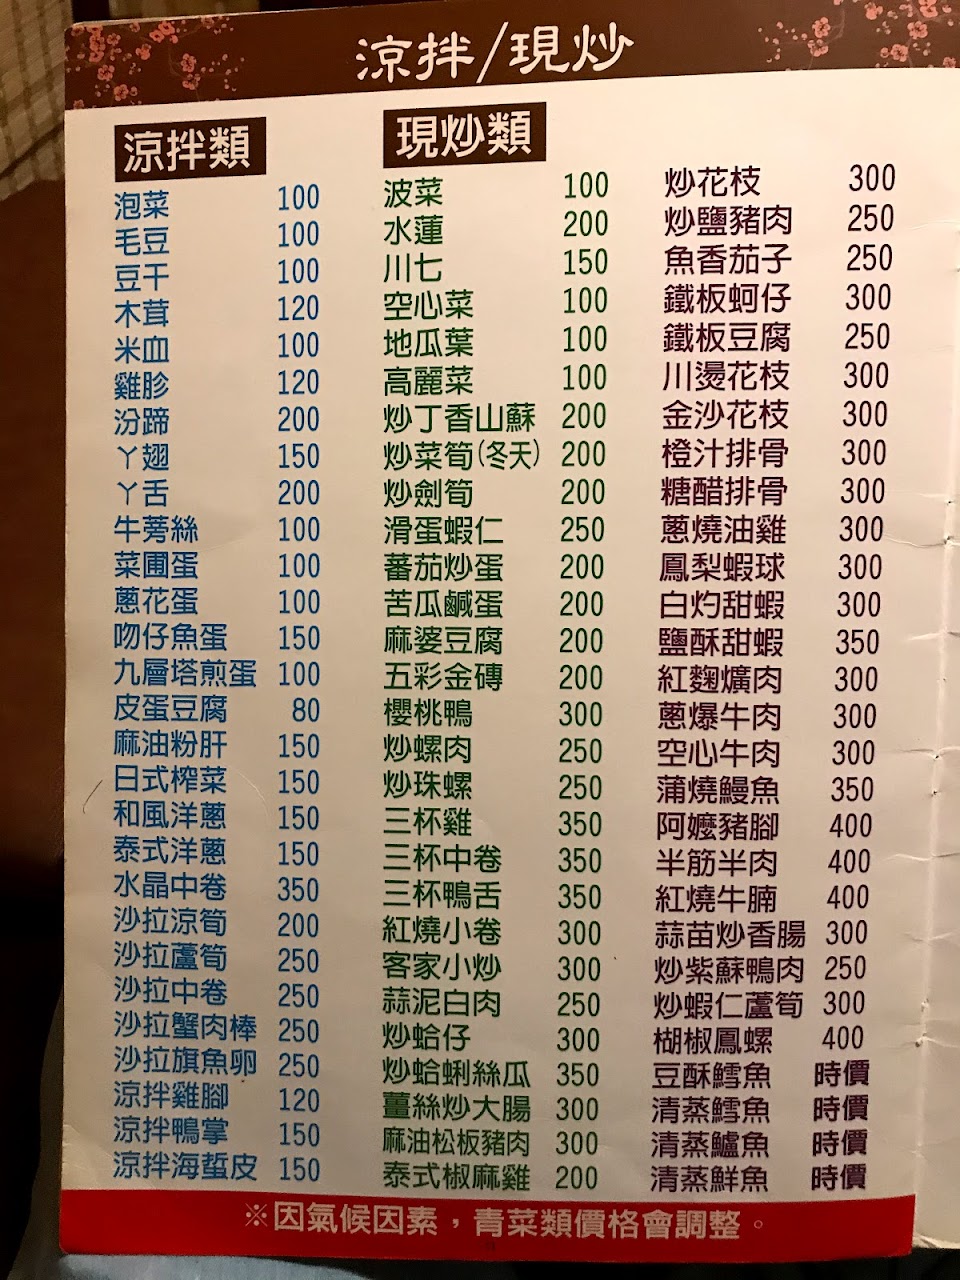 涼拌/現炒
涼拌類
泡菜 100
毛豆 100
豆干 100
木茸 120
米血 100
雞胗 120
汾蹄 200
丫翅 150
丫舌 200
牛蒡絲 100
菜圃蛋 100
蔥花蛋 100
吻仔魚蛋 150
九層塔煎蛋 100
皮蛋豆腐 80
麻油粉肝 150
日式榨菜 150
和風洋蔥 150
泰式洋蔥 150
水晶中卷 350
沙拉涼筍 200
沙拉蘆筍 250
沙拉中卷 250
沙拉蟹肉棒 250
沙拉旗魚卵 250
涼拌雞腳 120
涼拌鴨掌 150
涼拌海蜇皮 150
現炒類
波菜 100
水蓮 200
川七 150
空心菜 100
地瓜葉 100
高麗菜 100
炒丁香山蘇 200
炒菜筍(冬天) 200
炒劍筍 200
滑蛋蝦仁 250
蕃茄炒蛋 200
苦瓜鹹蛋 200
麻婆豆腐 200
五彩金磚 200
櫻桃鴨 300
炒螺肉 250
炒珠螺 250
三杯雞 350
三杯中卷 350
三杯鴨舌 350
紅燒小卷 300
客家小炒 300
蒜泥白肉 250
炒蛤仔 300
炒蛤蜊絲瓜 350
薑絲炒大腸 300
麻油松板豬肉 300
泰式椒麻雞 200
炒花枝 300
炒鹽豬肉 250
魚香茄子 250
鐵板蚵仔 300
鐵板豆腐 250
川燙花枝 300
金沙花枝 300
橙汁排骨 300
糖醋排骨 300
蔥燒油雞 300
鳳梨蝦球 300
白灼甜蝦 300
鹽酥甜蝦 350
紅麴爌肉 300
蔥爆牛肉 300
空心牛肉 300
蒲燒鰻魚 350
阿嬤豬腳 400
半筋半肉 400
紅燒牛腩 400
蒜苗炒香腸 300
炒紫蘇鴨肉 250
炒蝦仁蘆筍 300
椒椒鳳螺 400
豆酥鱈魚 時價
清蒸鱈魚 時價
清蒸鱸魚 時價
清蒸鮮魚 時價
※因氣候因素，青菜類價格會調整。